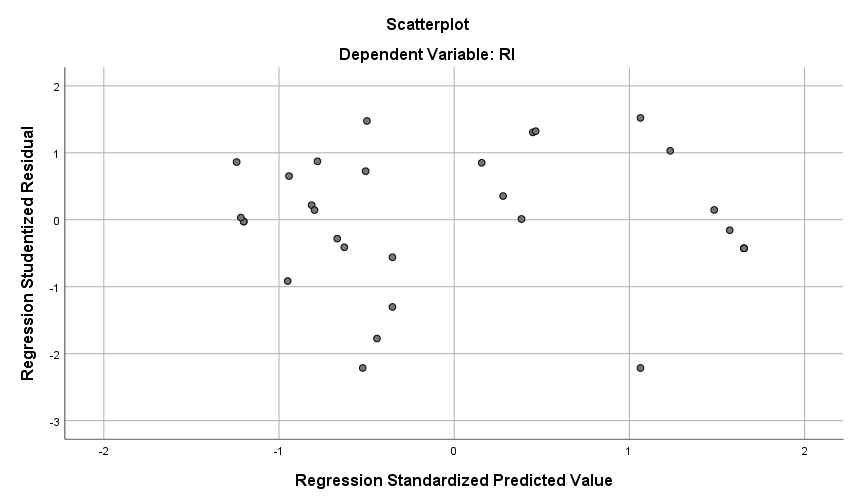 Scatterplot
Dependent Variable: RI
Regression Studentized Residual
2
1
0
-1
-2
-3
-2
-1
0
1
2
Regression Standardized Predicted Value